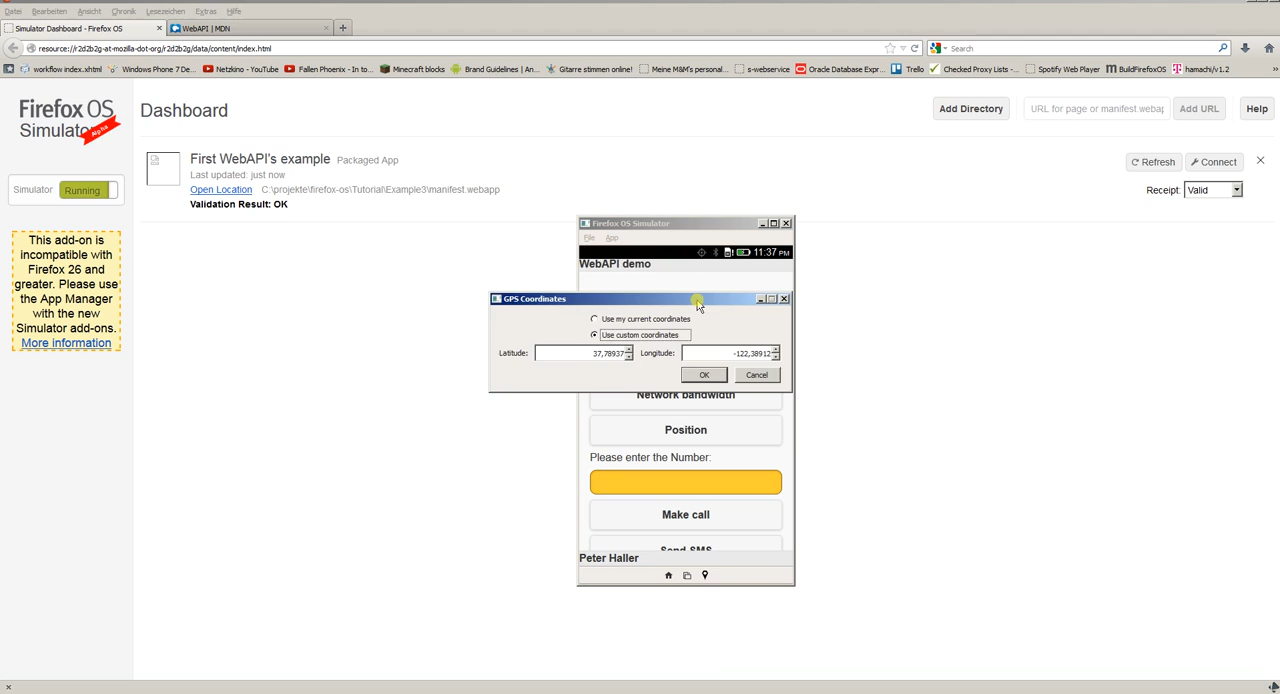 Datei Bearbeiten Ansicht Chronik Lesezeichen Extras Hilfe
Simulator Dashboard - Firefox OS
WebAPI | MDN
resource://r2d2b2g-at-mozilla-dot-org/r2d2b2g/data/content/index.html
Search
workflow index.xhtml Windows Phone 7 De... Netzkino - YouTube Fallen Phoenix - In to... Minecraft blocks Brand Guidelines | An... Gitarre stimmen online! Meine M&M's personal... s-webservice Oracle Database Expr... Trello Checked Proxy Lists -... Spotify Web Player BuildFirefoxOS hamachi/v1.2
Firefox OS
Simulator
Alpha
Dashboard
Add Directory
URL for page or manifest.webap
Add URL
Help
First WebAPI's example Packaged App
Last updated: just now
Open Location C:\projekte\firefox-os\Tutorial\Example3\manifest.webapp
Validation Result: OK
Refresh
Connect
Receipt: Valid
Simulator Running
This add-on is
incompatible with
Firefox 26 and
greater. Please use
the App Manager
with the new
Simulator add-ons.
More information
Firefox OS Simulator
File App
11:37 PM
WebAPI demo
GPS Coordinates
Use my current coordinates
Use custom coordinates
Latitude: 37,78937 Longitude: -122,38912
OK Cancel
Network bandwidth
Position
Please enter the Number:
Make call
Send SMS
Peter Haller